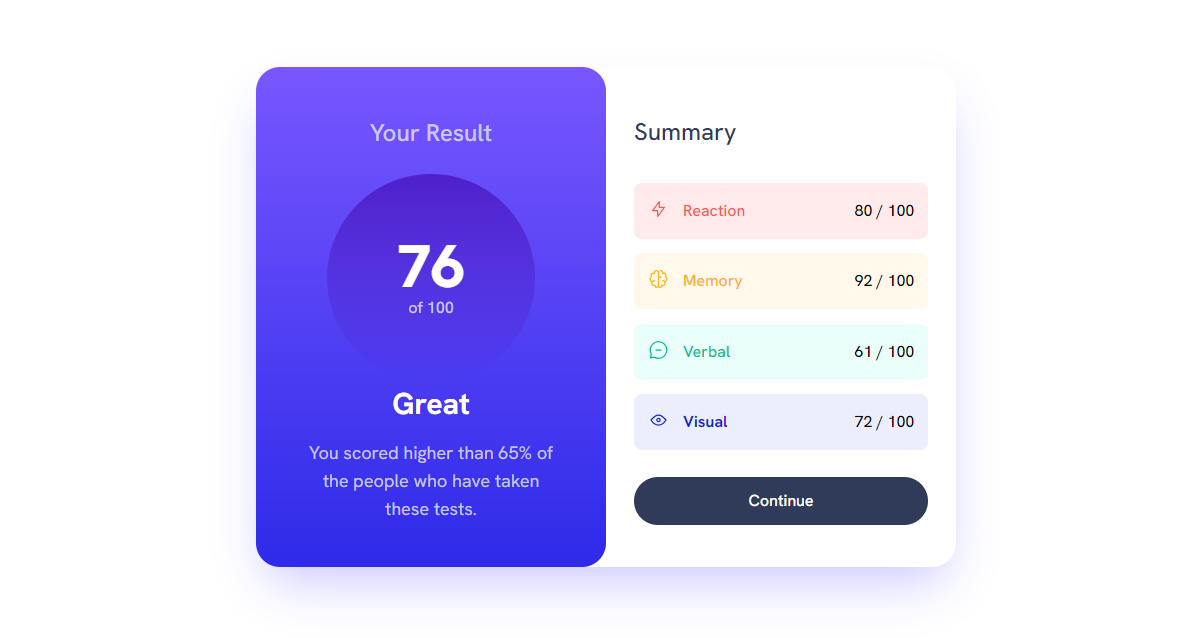 Your Result
76
of 100
Great
You scored higher than 65% of
the people who have taken
these tests.
Summary
Reaction 80 / 100
Memory 92 / 100
Verbal 61 / 100
Visual 72 / 100
Continue